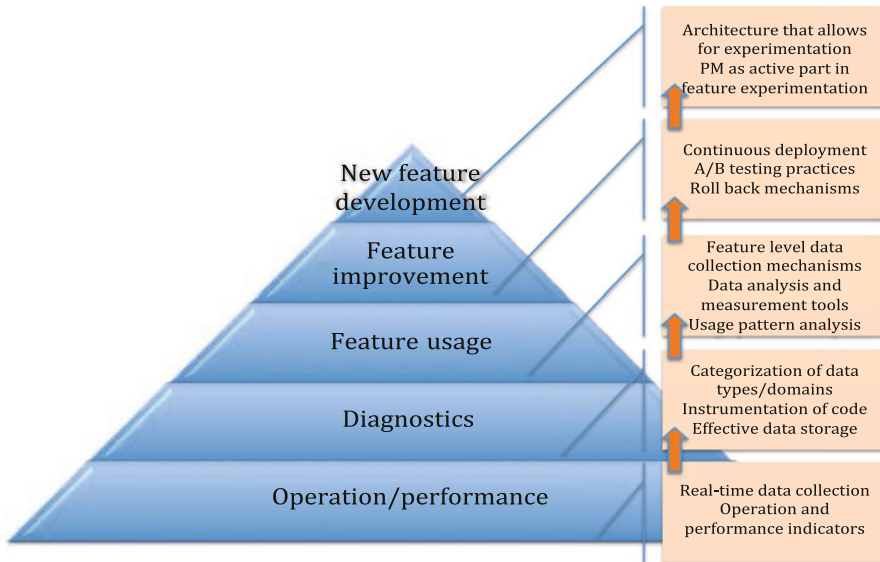 New feature
development
Feature
improvement
Feature usage
Diagnostics
Operation/performance
Architecture that allows
for experimentation
PM as active part in
feature experimentation
Continuous deployment
A/B testing practices
Roll back mechanisms
Feature level data
collection mechanisms
Data analysis and
measurement tools
Usage pattern analysis
Categorization of data
types/domains
Instrumentation of code
Effective data storage
Real-time data collection
Operation and
performance indicators